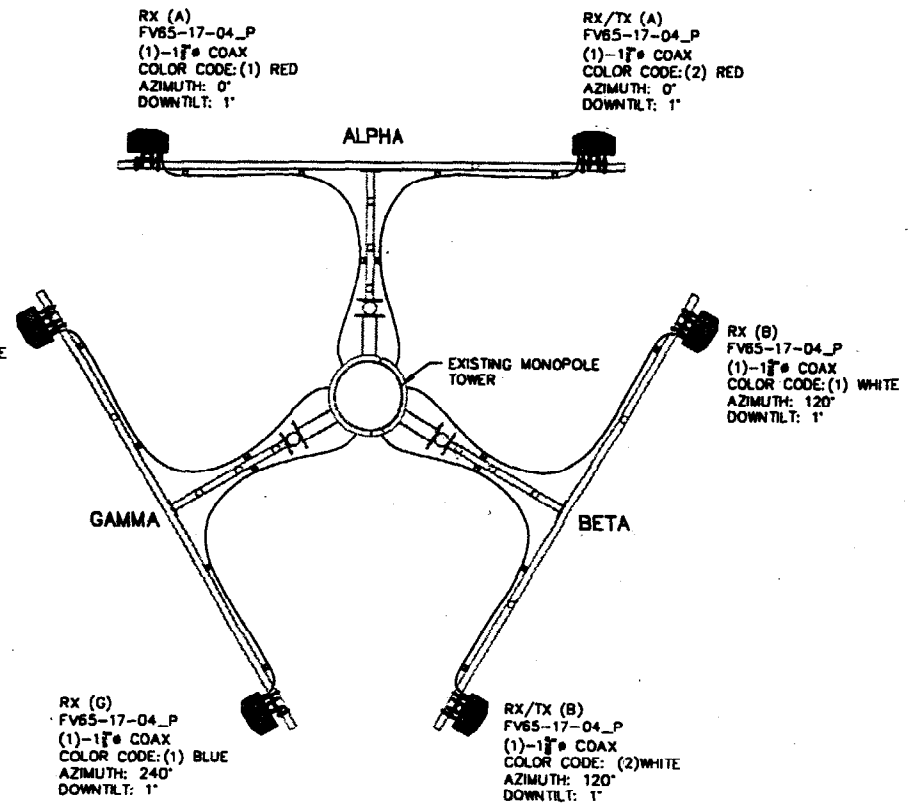 RX (A)
FV65-17-04_P
(1)-1⅝"ø COAX
COLOR CODE:(1) RED
AZIMUTH: 0°
DOWNTILT: 1°
RX/TX (A)
FV65-17-04_P
(1)-1⅝"ø COAX
COLOR CODE:(2) RED
AZIMUTH: 0°
DOWNTILT: 1°
ALPHA
E
EXISTING MONOPOLE
TOWER
RX (B)
FV65-17-04_P
(1)-1⅝"ø COAX
COLOR CODE:(1) WHITE
AZIMUTH: 120°
DOWNTILT: 1°
GAMMA
BETA
RX (G)
FV65-17-04_P
(1)-1⅝"ø COAX
COLOR CODE:(1) BLUE
AZIMUTH: 240°
DOWNTILT: 1°
RX/TX (B)
FV65-17-04_P
(1)-1⅝"ø COAX
COLOR CODE: (2)WHITE
AZIMUTH: 120°
DOWNTILT: 1°